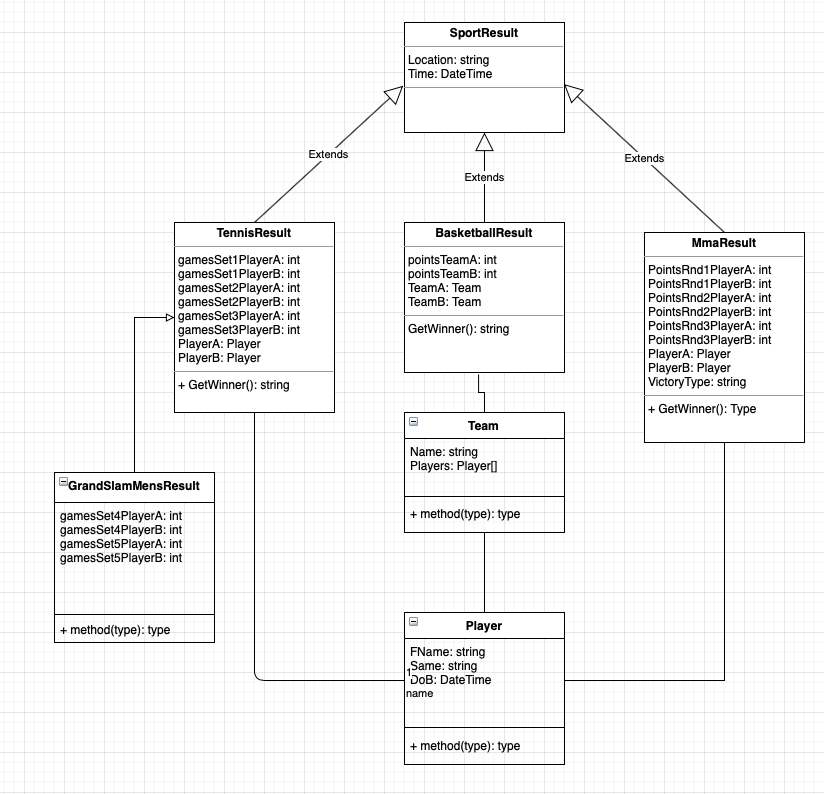 SportResult
Location: string
Time: DateTime
Extends
Extends
Extends
TennisResult
gamesSet1PlayerA: int
gamesSet1PlayerB: int
gamesSet2PlayerA: int
gamesSet2PlayerB: int
gamesSet3PlayerA: int
gamesSet3PlayerB: int
PlayerA: Player
PlayerB: Player
+ GetWinner(): string
BasketballResult
pointsTeamA: int
pointsTeamB: int
TeamA: Team
TeamB: Team
GetWinner(): string
MmaResult
PointsRnd1PlayerA: int
PointsRnd1PlayerB: int
PointsRnd2PlayerA: int
PointsRnd2PlayerB: int
PointsRnd3PlayerA: int
PointsRnd3PlayerB: int
PlayerA: Player
PlayerB: Player
VictoryType: string
+ GetWinner(): Type
Team
Name: string
Players: Player[]
+ method(type): type
GrandSlamMensResult
gamesSet4PlayerA: int
gamesSet4PlayerB: int
gamesSet5PlayerA: int
gamesSet5PlayerB: int
+ method(type): type
Player
FName: string
Same: string
1
DoB: DateTime
name
+ method(type): type